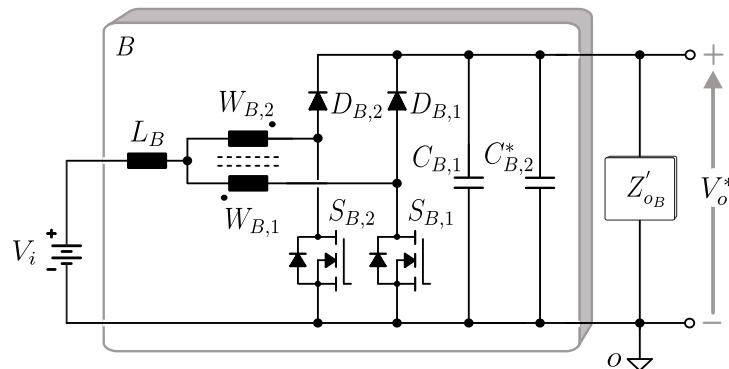 B
+
W_{B,2}
D_{B,2}
D_{B,1}
L_B
C_{B,1}
C^*_{B,2}
Z'_{o_B}
V_o^*
W_{B,1}
S_{B,2}
S_{B,1}
+
V_i
-
−
o